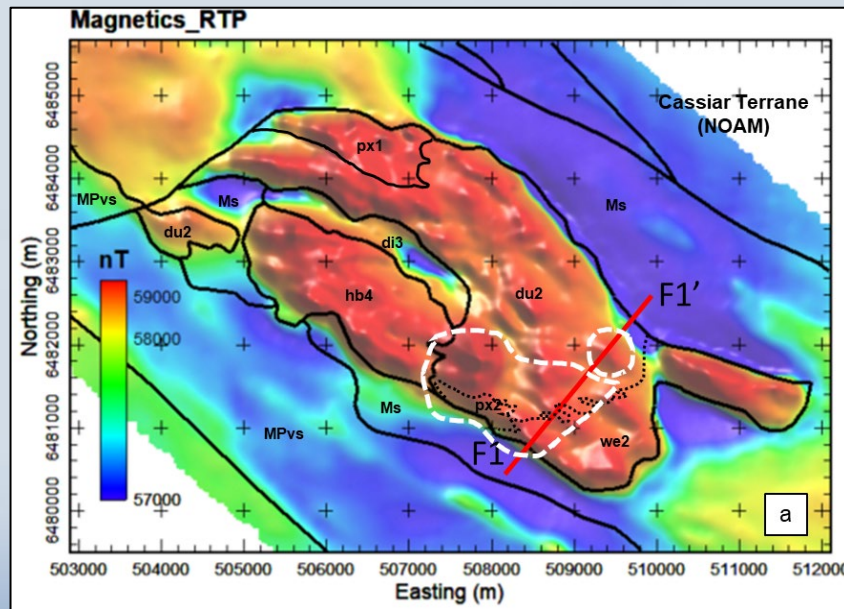 Magnetics_RTP
Cassiar Terrane
(NOAM)
px1
MPvs
Ms
Ms
du2
di3
nT
59000
58000
57000
hb4
du2
F1'
px2
Ms
MPvs
we2
F1
a
Northing (m)
6485000
6484000
6483000
6482000
6481000
6480000
503000 504000 505000 506000 507000 508000 509000 510000 511000 512000
Easting (m)